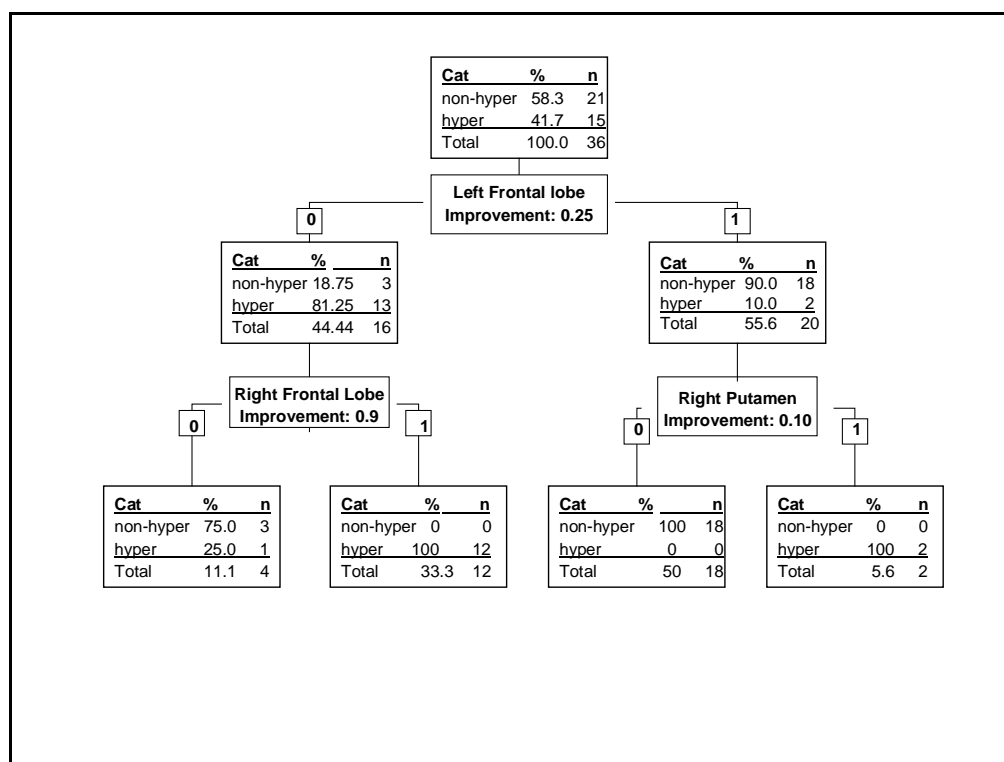 Cat % n
non-hyper 58.3 21
hyper 41.7 15
Total 100.0 36
Left Frontal lobe
Improvement: 0.25
0
1
Cat % n
non-hyper 18.75 3
hyper 81.25 13
Total 44.44 16
Cat % n
non-hyper 90.0 18
hyper 10.0 2
Total 55.6 20
Right Frontal Lobe
Improvement: 0.9
0
1
Right Putamen
Improvement: 0.10
0
1
Cat % n
non-hyper 75.0 3
hyper 25.0 1
Total 11.1 4
Cat % n
non-hyper 0 0
hyper 100 12
Total 33.3 12
Cat % n
non-hyper 100 18
hyper 0 0
Total 50 18
Cat % n
non-hyper 0 0
hyper 100 2
Total 5.6 2